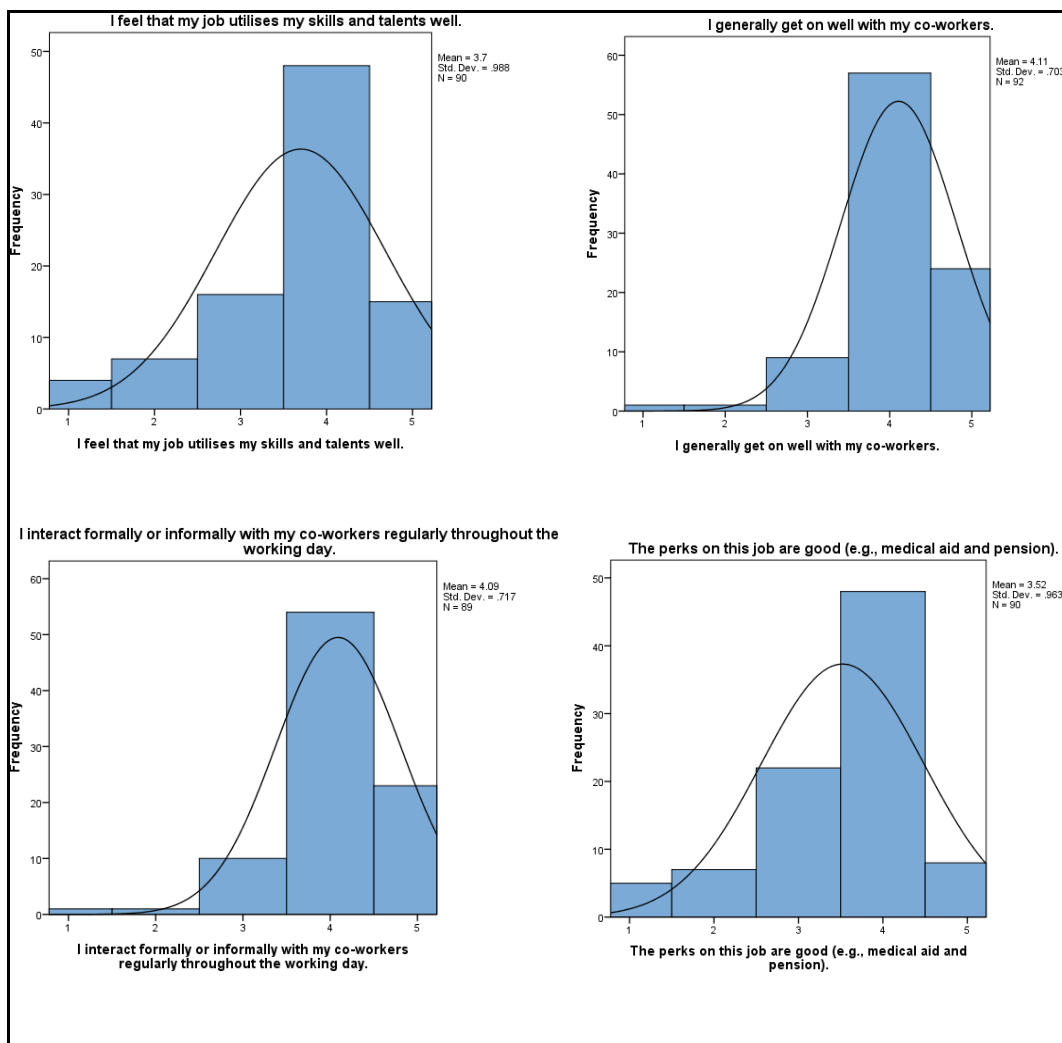 I feel that my job utilises my skills and talents well.
Mean = 3.7
Std. Dev. = .988
N = 90
50
40
30
20
10
0
Frequency
1 2 3 4 5
I feel that my job utilises my skills and talents well.
I generally get on well with my co-workers.
Mean = 4.11
Std. Dev. = .703
N = 92
60
50
40
30
20
10
0
Frequency
1 2 3 4 5
I generally get on well with my co-workers.
I interact formally or informally with my co-workers regularly throughout the
working day.
Mean = 4.09
Std. Dev. = .717
N = 89
60
50
40
30
20
10
0
Frequency
1 2 3 4 5
I interact formally or informally with my co-workers
regularly throughout the working day.
The perks on this job are good (e.g., medical aid and pension).
Mean = 3.52
Std. Dev. = .963
N = 90
50
40
30
20
10
0
Frequency
1 2 3 4 5
The perks on this job are good (e.g., medical aid and
pension).